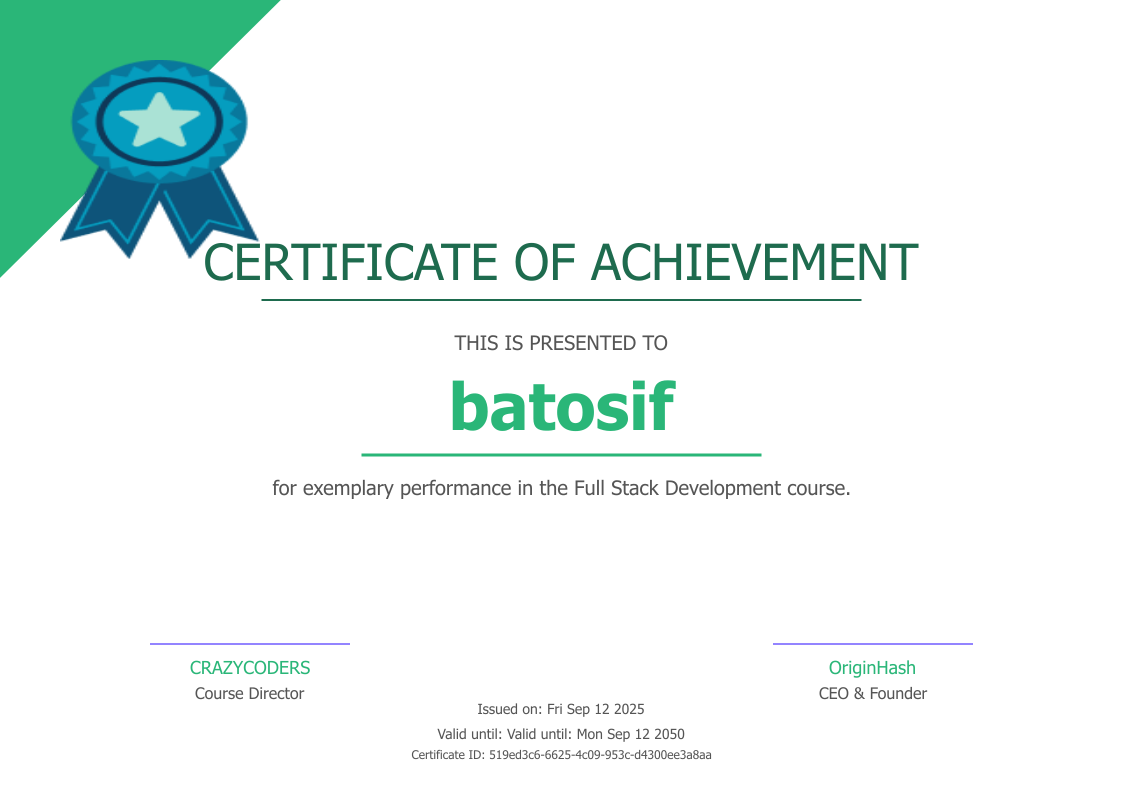 CERTIFICATE OF ACHIEVEMENT
THIS IS PRESENTED TO
batosif
for exemplary performance in the Full Stack Development course.
CRAZYCODERS
Course Director
OriginHash
CEO & Founder
Issued on: Fri Sep 12 2025
Valid until: Valid until: Mon Sep 12 2050
Certificate ID: 519ed3c6-6625-4c09-953c-d4300ee3a8aa